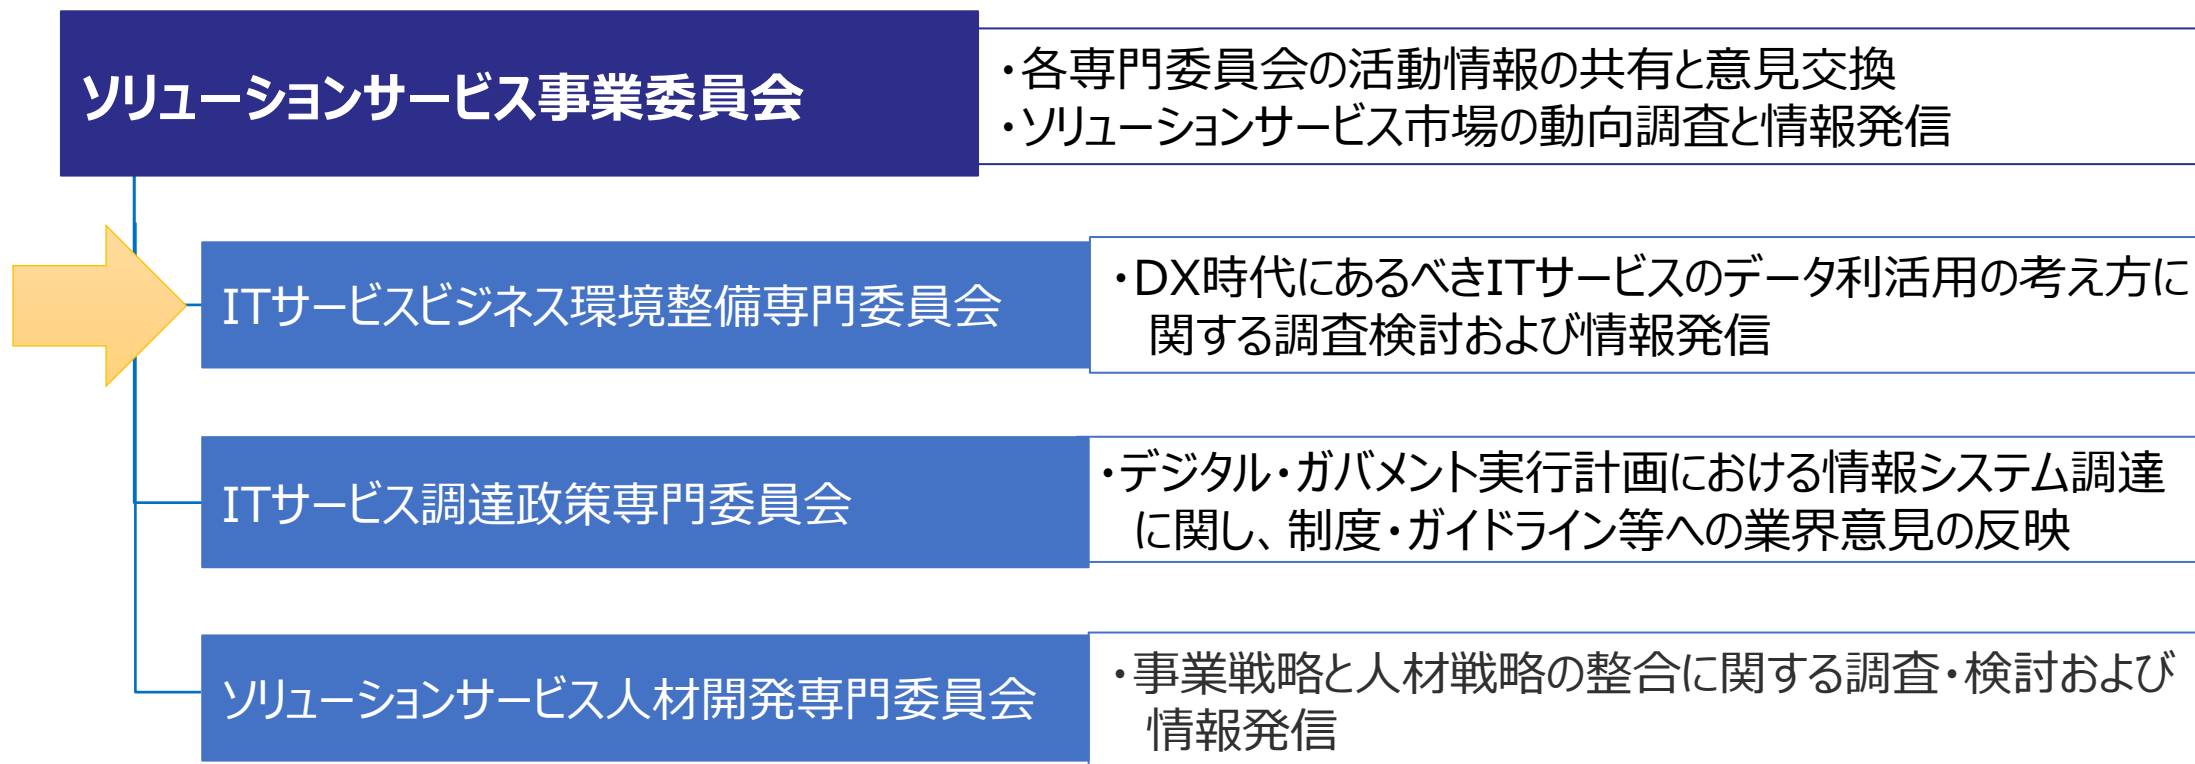 ソリューションサービス事業委員会
・各専門委員会の活動情報の共有と意見交換
・ソリューションサービス市場の動向調査と情報発信
ITサービスビジネス環境整備専門委員会
・DX時代にあるべきITサービスのデータ利活用の考え方に
関する調査検討および情報発信
ITサービス調達政策専門委員会
・デジタル・ガバメント実行計画における情報システム調達
に関し、制度・ガイドライン等への業界意見の反映
ソリューションサービス人材開発専門委員会
・事業戦略と人材戦略の整合に関する調査・検討および
情報発信